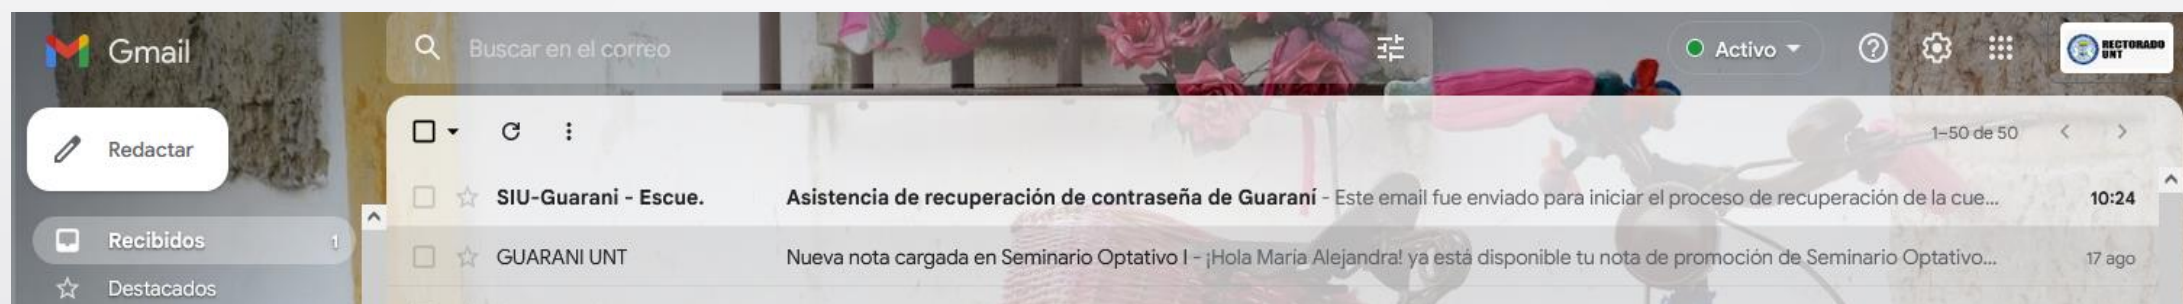 Gmail
Buscar en el correo
Activo
RECTORADO
UNT
Redactar
1–50 de 50
SIU-Guarani - Escue. Asistencia de recuperación de contraseña de Guaraní - Este email fue enviado para iniciar el proceso de recuperación de la cue... 10:24
Recibidos 1
GUARANI UNT Nueva nota cargada en Seminario Optativo I - ¡Hola Maria Alejandra! ya está disponible tu nota de promoción de Seminario Optativo... 17 ago
Destacados